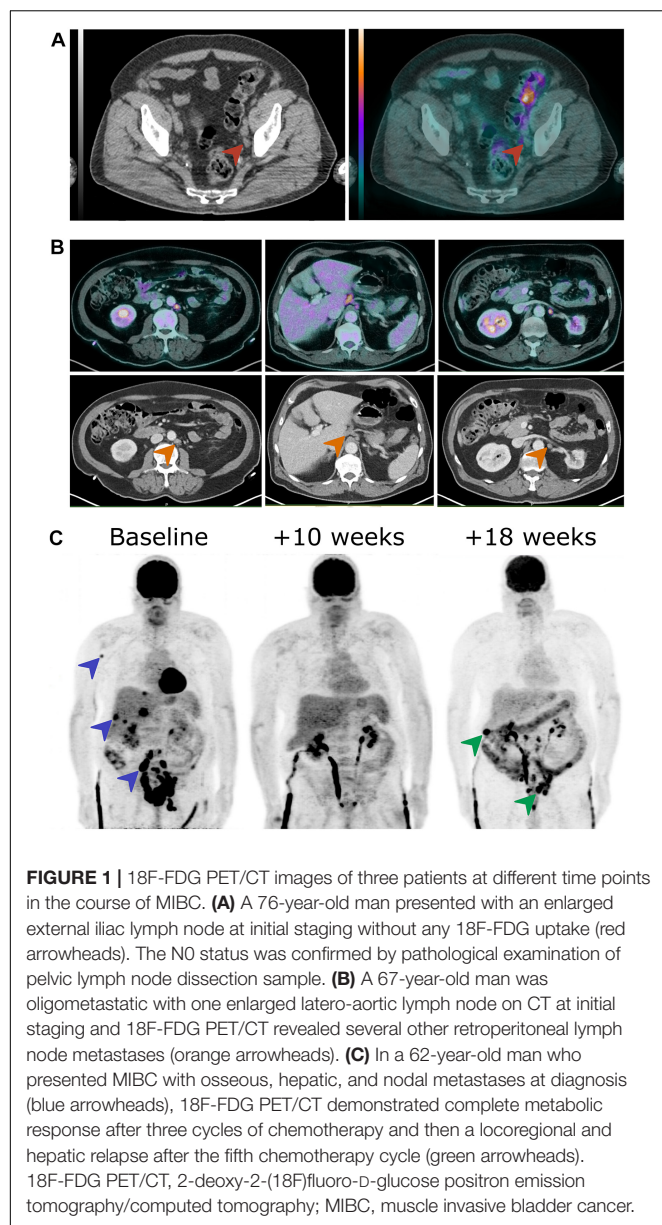 A
B
Baseline +10 weeks +18 weeks
C
FIGURE 1 | 18F-FDG PET/CT images of three patients at different time points
in the course of MIBC. (A) A 76-year-old man presented with an enlarged
external iliac lymph node at initial staging without any 18F-FDG uptake (red
arrowheads). The N0 status was confirmed by pathological examination of
pelvic lymph node dissection sample. (B) A 67-year-old man was
oligometastatic with one enlarged latero-aortic lymph node on CT at initial
staging and 18F-FDG PET/CT revealed several other retroperitoneal lymph
node metastases (orange arrowheads). (C) In a 62-year-old man who
presented MIBC with osseous, hepatic, and nodal metastases at diagnosis
(blue arrowheads), 18F-FDG PET/CT demonstrated complete metabolic
response after three cycles of chemotherapy and then a locoregional and
hepatic relapse after the fifth chemotherapy cycle (green arrowheads).
18F-FDG PET/CT, 2-deoxy-2-(18F)fluoro-D-glucose positron emission
tomography/computed tomography; MIBC, muscle invasive bladder cancer.